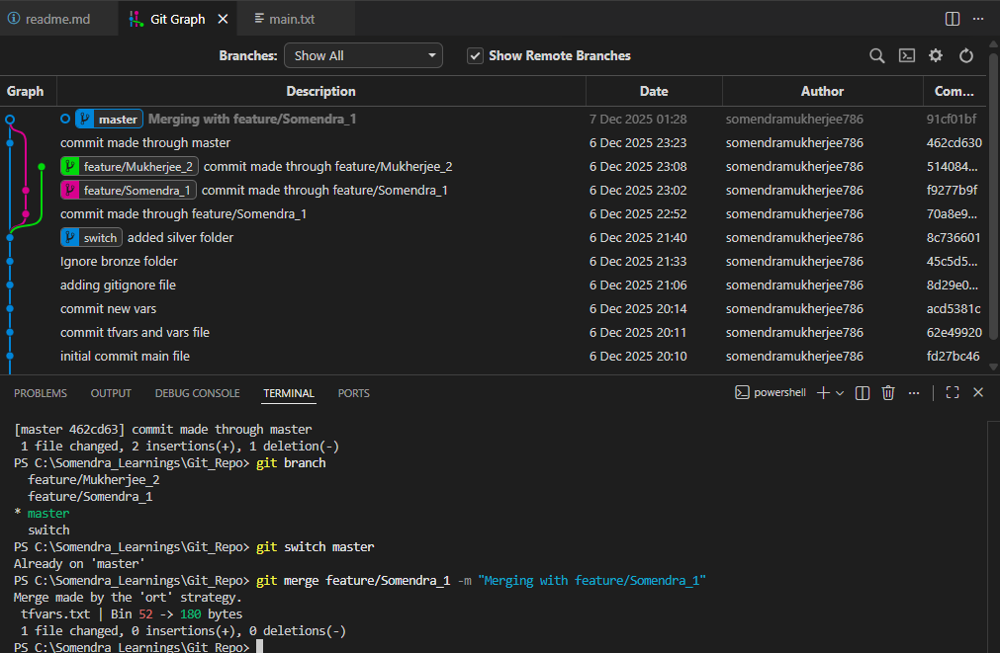 readme.md Git Graph main.txt
Branches: Show All Show Remote Branches
Graph Description Date Author Com...
master Merging with feature/Somendra_1 7 Dec 2025 01:28 somendramukherjee786 91cf01bf
commit made through master 6 Dec 2025 23:23 somendramukherjee786 462cd630
feature/Mukherjee_2 commit made through feature/Mukherjee_2 6 Dec 2025 23:08 somendramukherjee786 514084...
feature/Somendra_1 commit made through feature/Somendra_1 6 Dec 2025 23:02 somendramukherjee786 f9277b9f
commit made through feature/Somendra_1 6 Dec 2025 22:52 somendramukherjee786 70a8e9...
switch added silver folder 6 Dec 2025 21:40 somendramukherjee786 8c736601
Ignore bronze folder 6 Dec 2025 21:33 somendramukherjee786 45c5d5...
adding gitignore file 6 Dec 2025 21:06 somendramukherjee786 8d29e0...
commit new vars 6 Dec 2025 20:14 somendramukherjee786 acd5381c
commit tfvars and vars file 6 Dec 2025 20:11 somendramukherjee786 62e49920
initial commit main file 6 Dec 2025 20:10 somendramukherjee786 fd27bc46
PROBLEMS OUTPUT DEBUG CONSOLE TERMINAL PORTS powershell
[master 462cd63] commit made through master
1 file changed, 2 insertions(+), 1 deletion(-)
PS C:\Somendra_Learnings\Git_Repo> git branch
feature/Mukherjee_2
feature/Somendra_1
* master
switch
PS C:\Somendra_Learnings\Git_Repo> git switch master
Already on 'master'
PS C:\Somendra_Learnings\Git_Repo> git merge feature/Somendra_1 -m "Merging with feature/Somendra_1"
Merge made by the 'ort' strategy.
tfvars.txt | Bin 52 -> 180 bytes
1 file changed, 0 insertions(+), 0 deletions(-)
PS C:\Somendra_Learnings\Git_Repo>